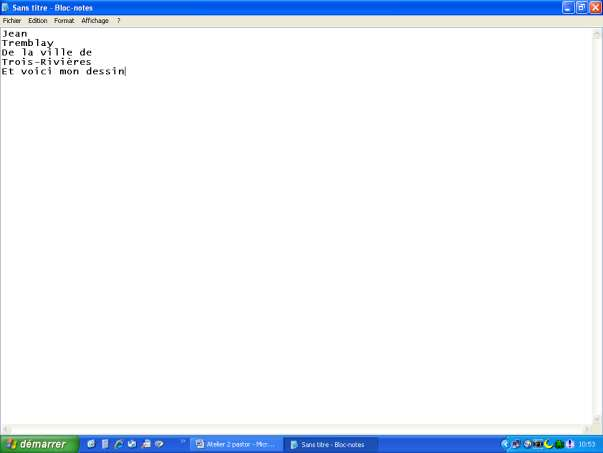 Sans titre - Bloc-notes
Fichier Edition Format Affichage ?
Jean
Tremblay
De la ville de
Trois-Rivières
Et voici mon dessin
démarrer
Atelier 2 pastor - Micr...
Sans titre - Bloc-notes
10:53